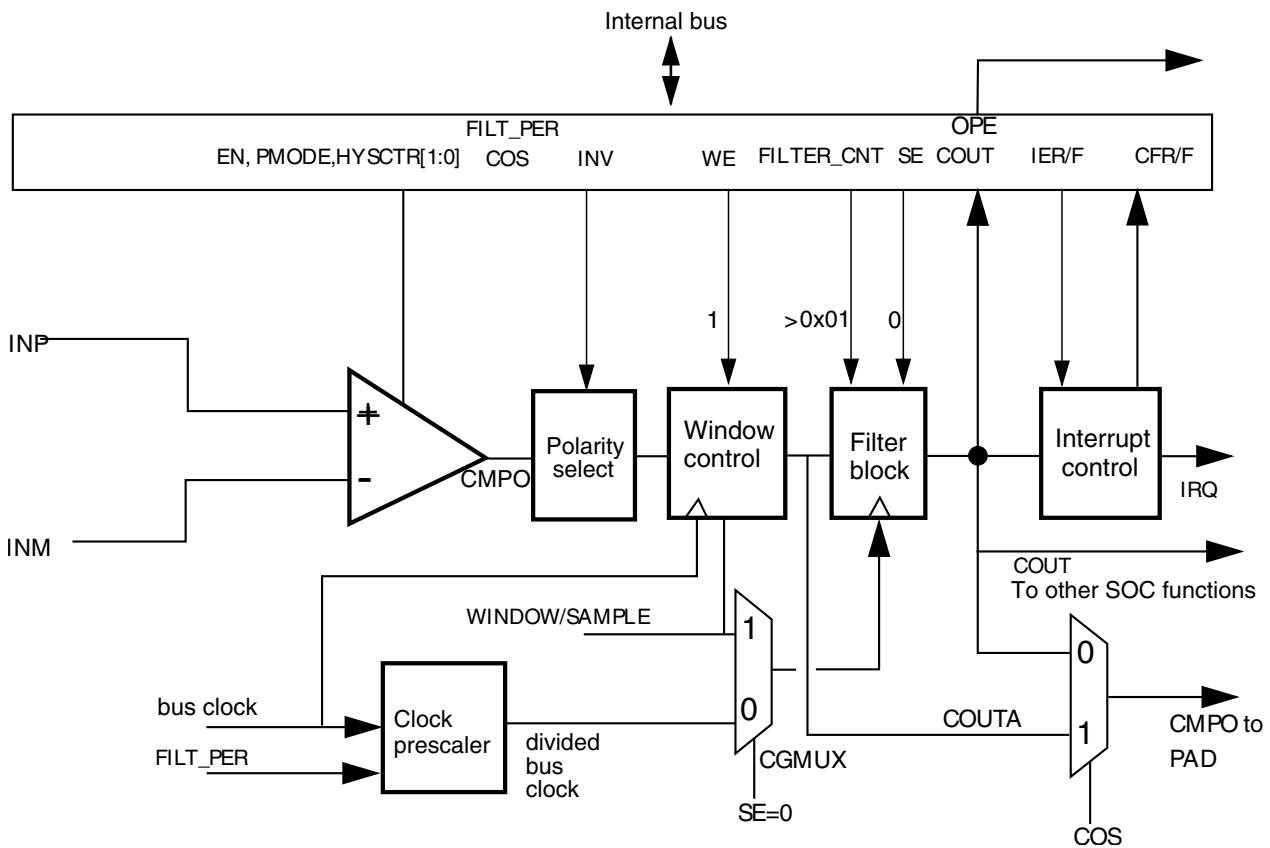 Internal bus
FILT_PER
OPE
EN, PMODE,HYSCTR[1:0]
COS
INV
WE
FILTER_CNT
SE
COUT
IER/F
CFR/F
1
>0x01
0
INP
+
-
INM
CMPO
Polarity
select
Window
control
Filter
block
Interrupt
control
IRQ
COUT
To other SOC functions
WINDOW/SAMPLE
1
0
CGMUX
SE=0
bus clock
FILT_PER
Clock
prescaler
divided
bus
clock
0
1
COUTA
CMPO to
PAD
COS